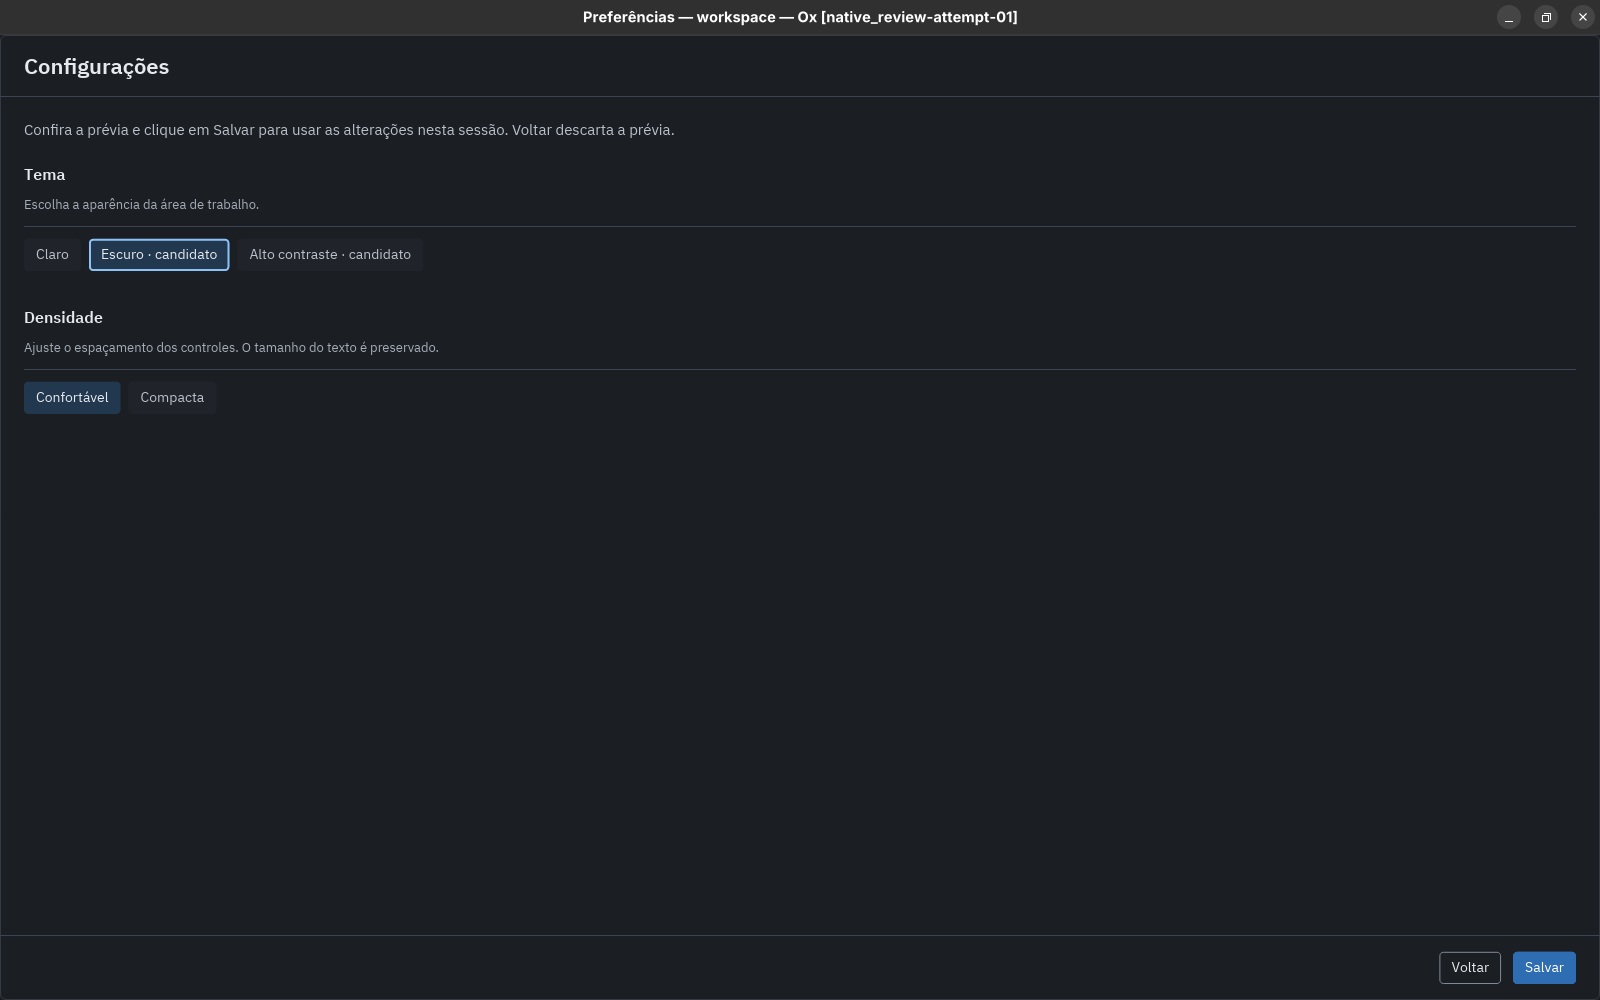 Preferências — workspace — Ox [native_review-attempt-01]
Configurações
Confira a prévia e clique em Salvar para usar as alterações nesta sessão. Voltar descarta a prévia.
Tema
Escolha a aparência da área de trabalho.
Claro
Escuro · candidato
Alto contraste · candidato
Densidade
Ajuste o espaçamento dos controles. O tamanho do texto é preservado.
Confortável
Compacta
Voltar
Salvar